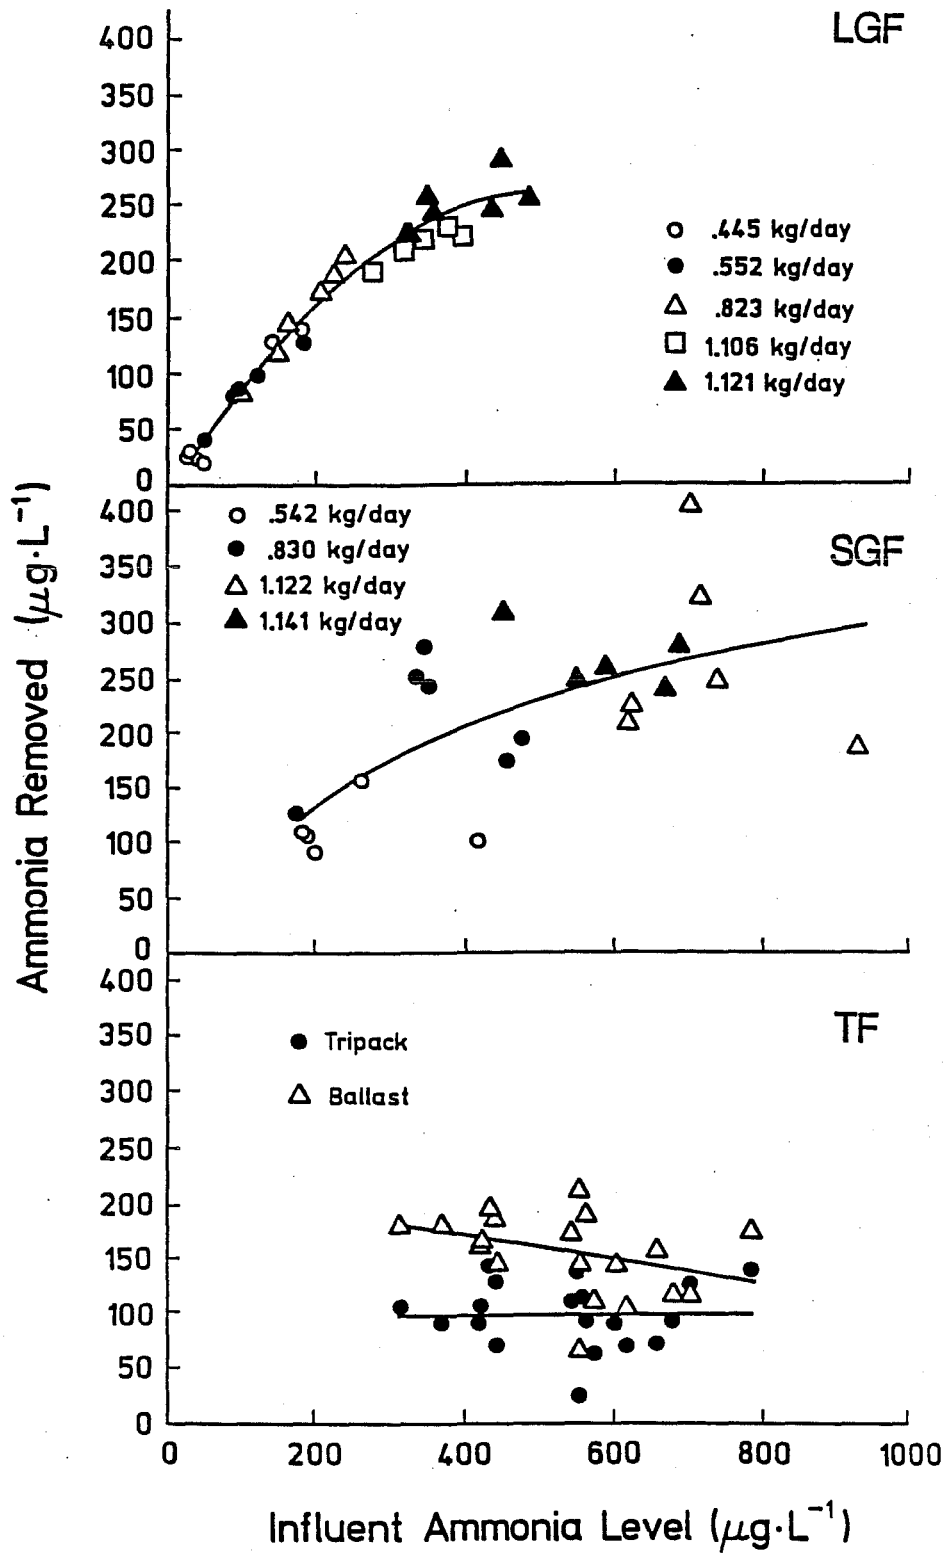 LGF
400
350
300
250
200
150
100
50
0
.445 kg/day
.552 kg/day
.823 kg/day
1.106 kg/day
1.121 kg/day
SGF
400
350
300
250
200
150
100
50
0
.542 kg/day
.830 kg/day
1.122 kg/day
1.141 kg/day
TF
400
350
300
250
200
150
100
50
0
Tripack
Ballast
0 200 400 600 800 1000
Ammonia Removed (μg·L⁻¹)
Influent Ammonia Level (μg·L⁻¹)